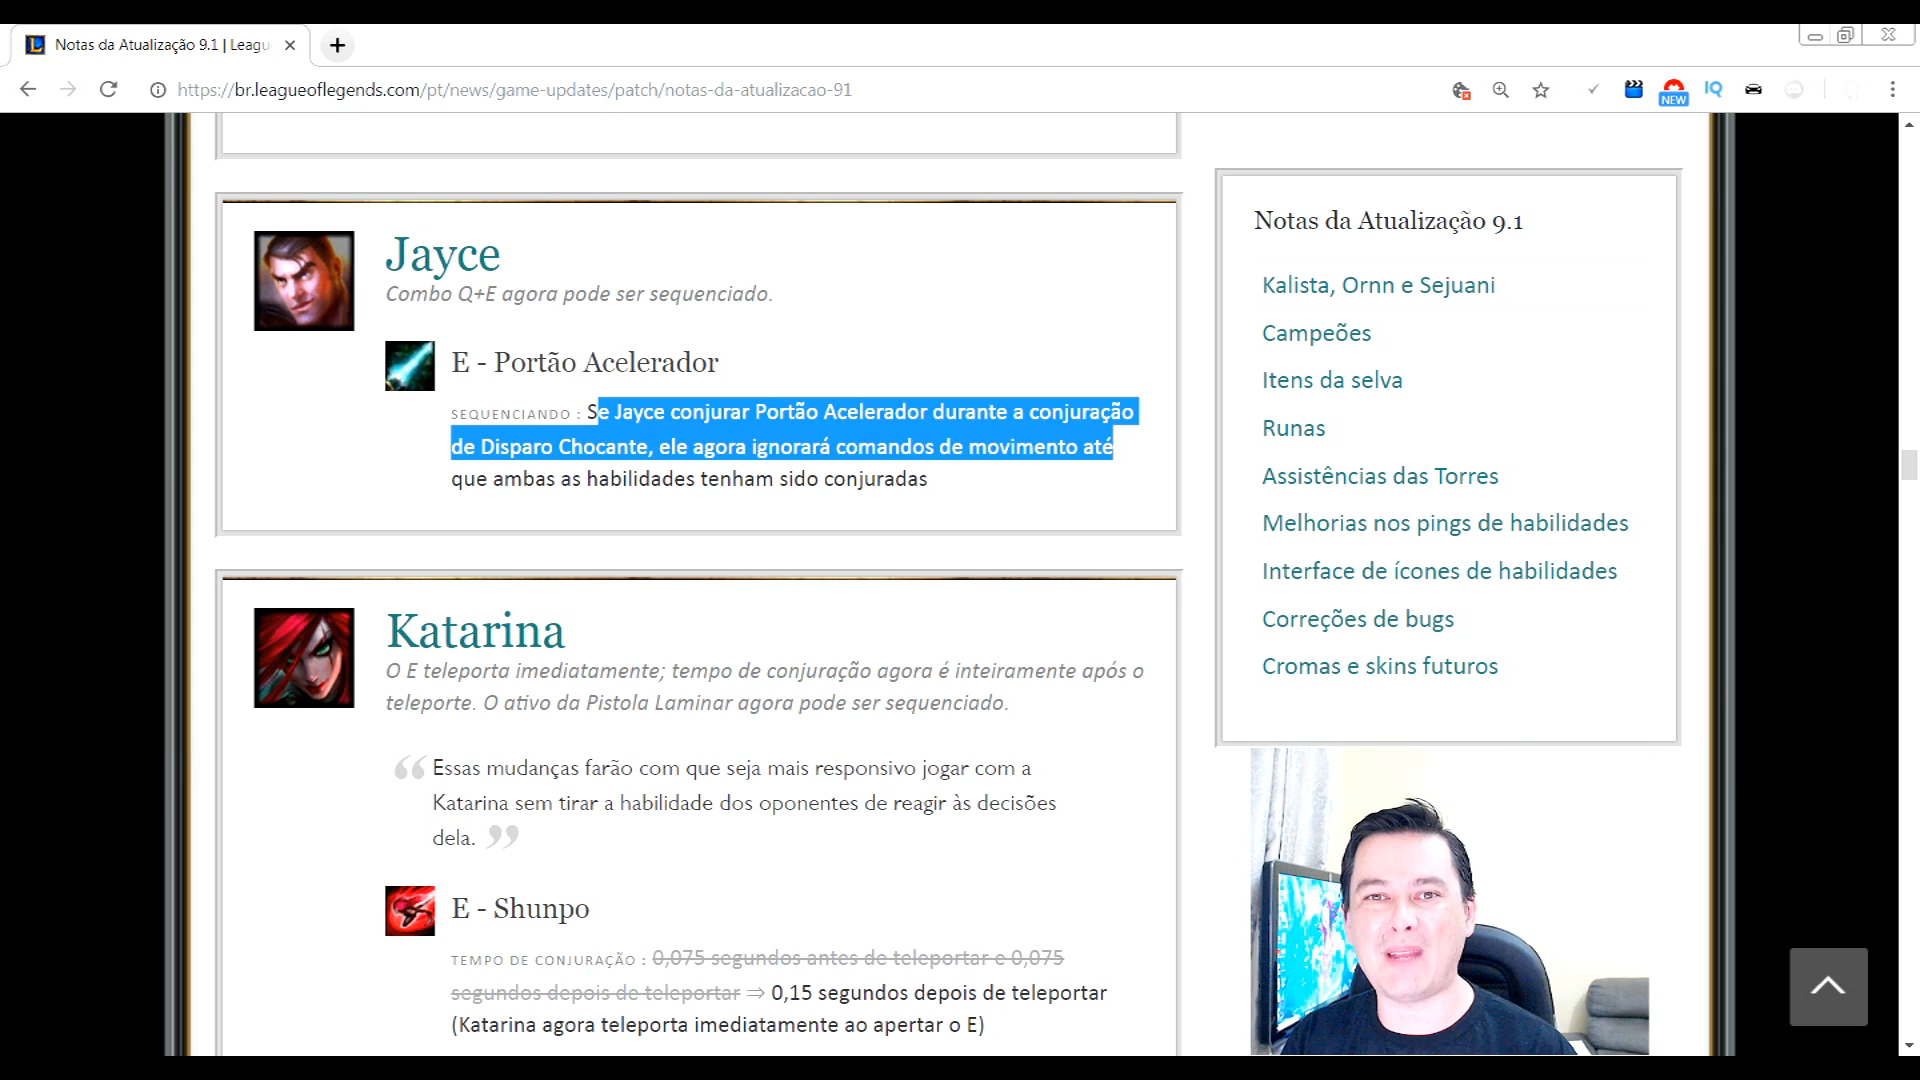 Notas da Atualização 9.1 | Leagu
https://br.leagueoflegends.com/pt/news/game-updates/patch/notas-da-atualizacao-91
NEW
IQ
Jayce
Combo Q+E agora pode ser sequenciado.
E - Portão Acelerador
SEQUENCIANDO : Se Jayce conjurar Portão Acelerador durante a conjuração
de Disparo Chocante, ele agora ignorará comandos de movimento até
que ambas as habilidades tenham sido conjuradas
Katarina
O E teleporta imediatamente; tempo de conjuração agora é inteiramente após o
teleporte. O ativo da Pistola Laminar agora pode ser sequenciado.
“ Essas mudanças farão com que seja mais responsivo jogar com a
Katarina sem tirar a habilidade dos oponentes de reagir às decisões
dela. ”
E - Shunpo
TEMPO DE CONJURAÇÃO : 0,075 segundos antes de teleportar e 0,075
segundos depois de teleportar ⇒ 0,15 segundos depois de teleportar
(Katarina agora teleporta imediatamente ao apertar o E)
Notas da Atualização 9.1
Kalista, Ornn e Sejuani
Campeões
Itens da selva
Runas
Assistências das Torres
Melhorias nos pings de habilidades
Interface de ícones de habilidades
Correções de bugs
Cromas e skins futuros